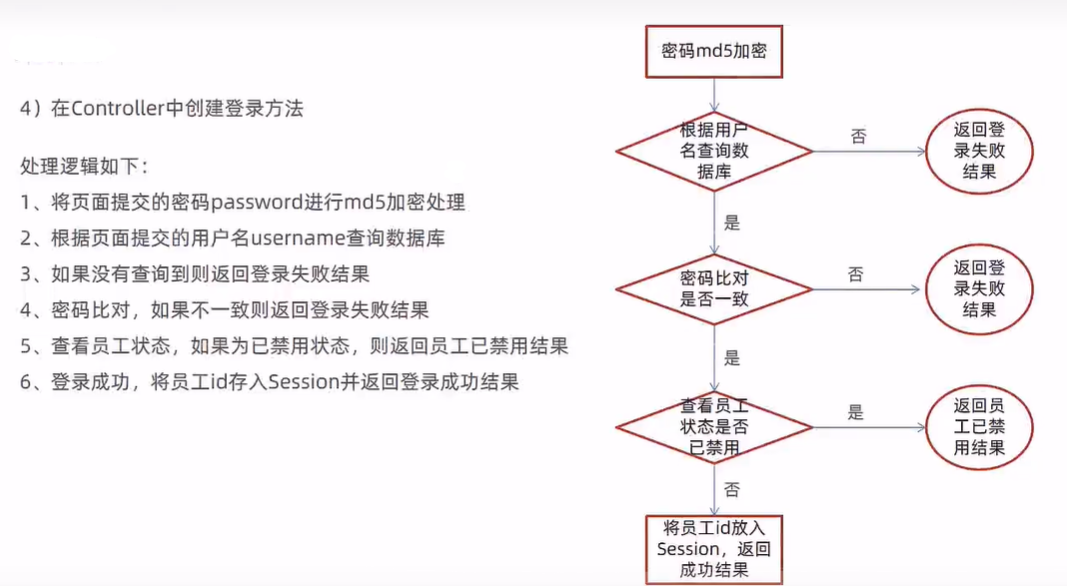 4）在Controller中创建登录方法
处理逻辑如下：
1、将页面提交的密码password进行md5加密处理
2、根据页面提交的用户名username查询数据库
3、如果没有查询到则返回登录失败结果
4、密码比对，如果不一致则返回登录失败结果
5、查看员工状态，如果为已禁用状态，则返回员工已禁用结果
6、登录成功，将员工id存入Session并返回登录成功结果
密码md5加密
根据用户
名查询数
据库
否
返回登
录失败
结果
是
密码比对
是否一致
否
返回登
录失败
结果
是
查看员工
状态是否
已禁用
是
返回员
工已禁
用结果
否
将员工id放入
Session，返回
成功结果